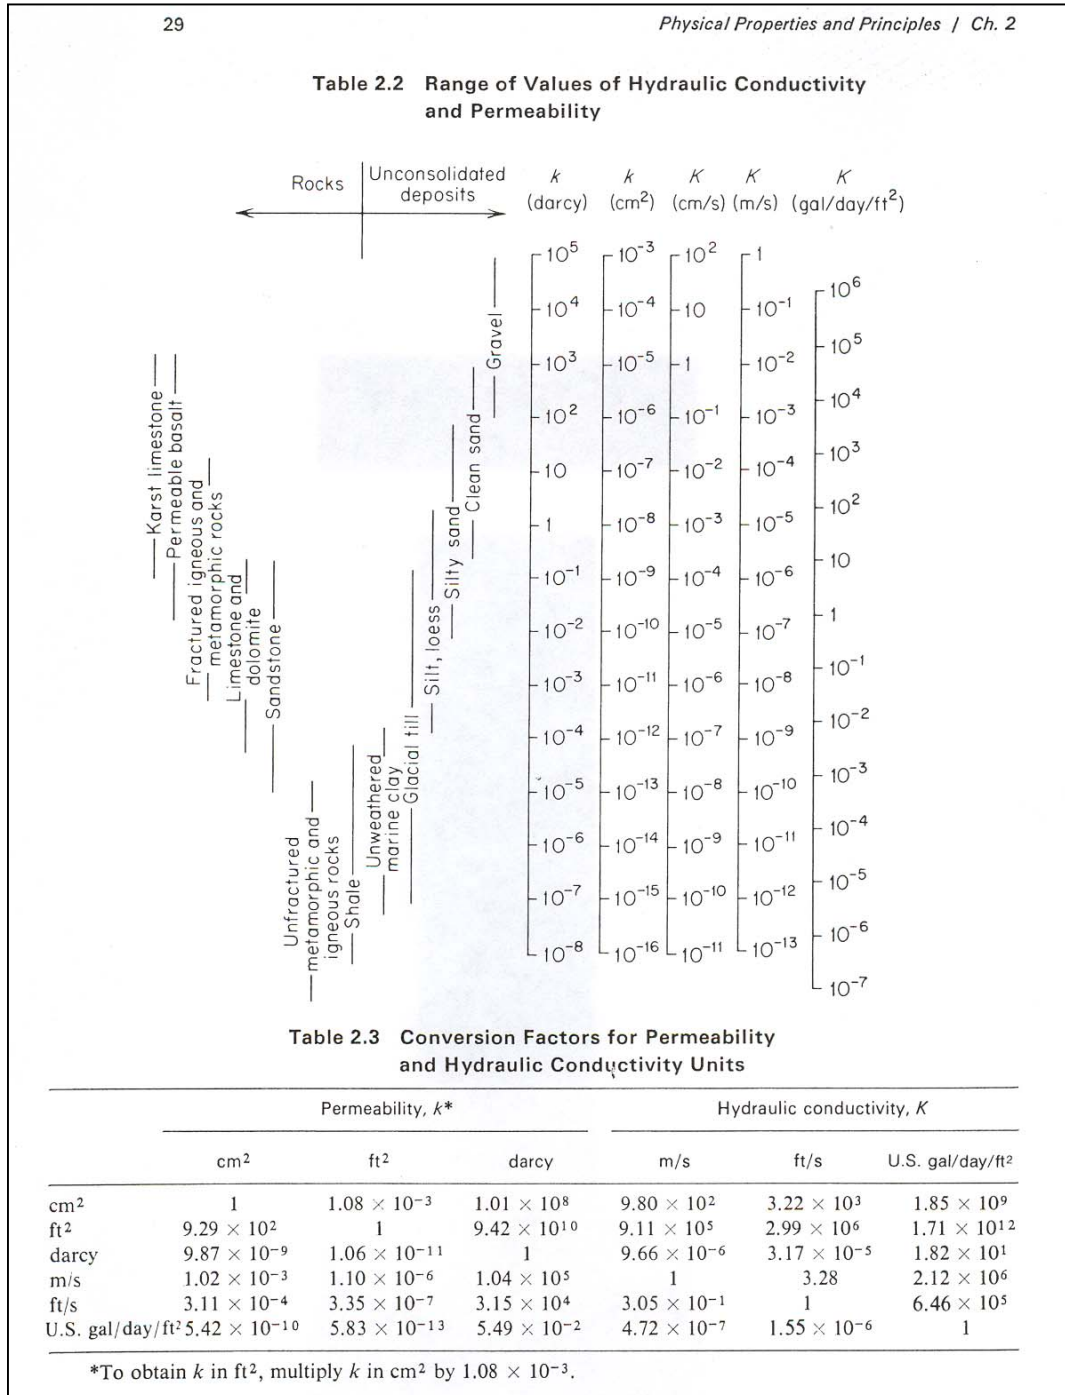 29
Physical Properties and Principles / Ch. 2
Table 2.2 Range of Values of Hydraulic Conductivity
and Permeability
Rocks
Unconsolidated
deposits
k
(darcy)
k
(cm²)
K
(cm/s)
K
(m/s)
K
(gal/day/ft²)
Karst limestone
Permeable basalt
Fractured igneous and
metamorphic rocks
Limestone and
dolomite
Sandstone
Unfractured
metamorphic and
igneous rocks
Shale
Unweathered
marine clay
Glacial till
Silt, loess
Silty sand
Clean sand
Gravel
10⁵
10⁴
10³
10²
10
1
10⁻¹
10⁻²
10⁻³
10⁻⁴
10⁻⁵
10⁻⁶
10⁻⁷
10⁻⁸
10⁻³
10⁻⁴
10⁻⁵
10⁻⁶
10⁻⁷
10⁻⁸
10⁻⁹
10⁻¹⁰
10⁻¹¹
10⁻¹²
10⁻¹³
10⁻¹⁴
10⁻¹⁵
10⁻¹⁶
10²
10
1
10⁻¹
10⁻²
10⁻³
10⁻⁴
10⁻⁵
10⁻⁶
10⁻⁷
10⁻⁸
10⁻⁹
10⁻¹⁰
10⁻¹¹
1
10⁻¹
10⁻²
10⁻³
10⁻⁴
10⁻⁵
10⁻⁶
10⁻⁷
10⁻⁸
10⁻⁹
10⁻¹⁰
10⁻¹¹
10⁻¹²
10⁻¹³
10⁶
10⁵
10⁴
10³
10²
10
1
10⁻¹
10⁻²
10⁻³
10⁻⁴
10⁻⁵
10⁻⁶
10⁻⁷
Table 2.3 Conversion Factors for Permeability
and Hydraulic Conductivity Units
Permeability, k* Hydraulic conductivity, K
cm² ft² darcy m/s ft/s U.S. gal/day/ft²
cm² 1 1.08 × 10⁻³ 1.01 × 10⁸ 9.80 × 10² 3.22 × 10³ 1.85 × 10⁹
ft² 9.29 × 10² 1 9.42 × 10¹⁰ 9.11 × 10⁵ 2.99 × 10⁶ 1.71 × 10¹²
darcy 9.87 × 10⁻⁹ 1.06 × 10⁻¹¹ 1 9.66 × 10⁻⁶ 3.17 × 10⁻⁵ 1.82 × 10¹
m/s 1.02 × 10⁻³ 1.10 × 10⁻⁶ 1.04 × 10⁵ 1 3.28 2.12 × 10⁶
ft/s 3.11 × 10⁻⁴ 3.35 × 10⁻⁷ 3.15 × 10⁴ 3.05 × 10⁻¹ 1 6.46 × 10⁵
U.S. gal/day/ft² 5.42 × 10⁻¹⁰ 5.83 × 10⁻¹³ 5.49 × 10⁻² 4.72 × 10⁻⁷ 1.55 × 10⁻⁶ 1
*To obtain k in ft², multiply k in cm² by 1.08 × 10⁻³.